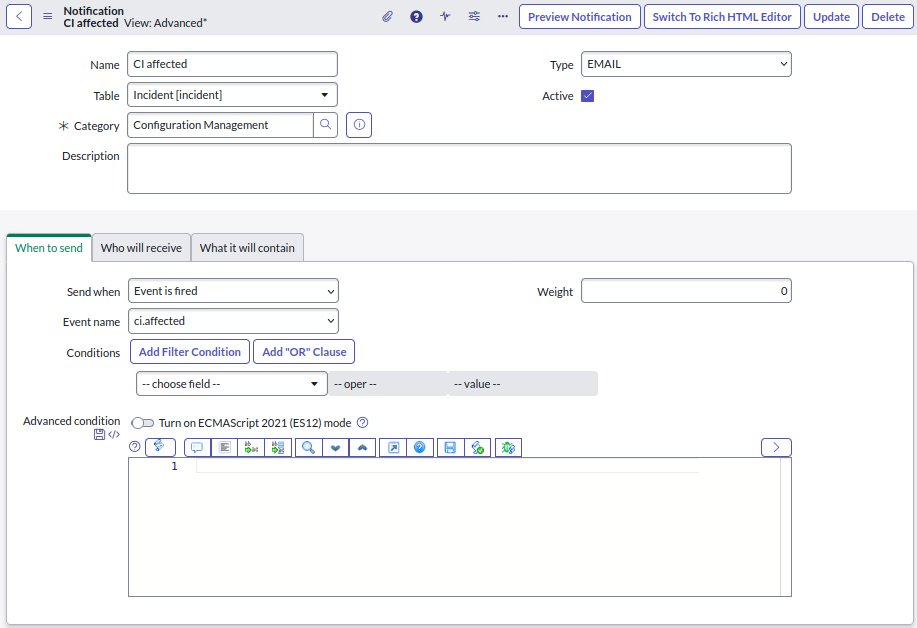 Notification
CI affected View: Advanced*
Preview Notification
Switch To Rich HTML Editor
Update
Delete
Name CI affected
Type EMAIL
Table Incident [incident]
Active
Category Configuration Management
Description
When to send
Who will receive
What it will contain
Send when Event is fired
Weight 0
Event name ci.affected
Conditions Add Filter Condition Add "OR" Clause
-- choose field -- -- oper -- -- value --
Advanced condition Turn on ECMAScript 2021 (ES12) mode
1